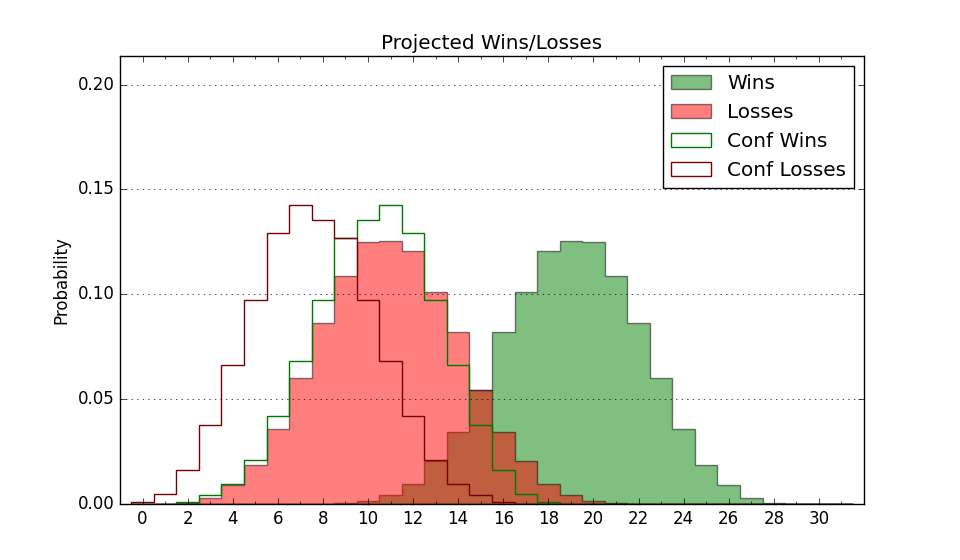 Projected Wins/Losses
Wins
Losses
Conf Wins
Conf Losses
Probability
0.20
0.15
0.10
0.05
0.00
0 2 4 6 8 10 12 14 16 18 20 22 24 26 28 30